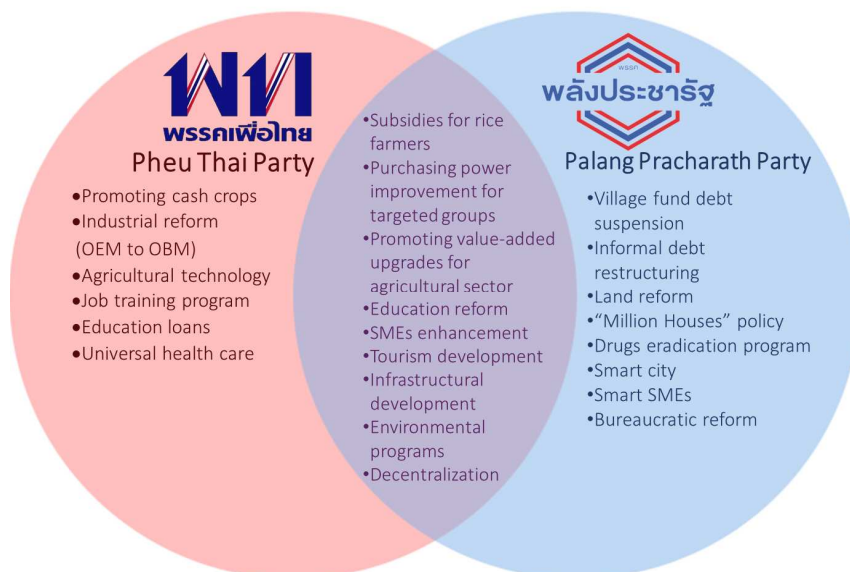 พท
พรรคเพื่อไทย
Pheu Thai Party
•Promoting cash crops
•Industrial reform
(OEM to OBM)
•Agricultural technology
•Job training program
•Education loans
•Universal health care
•Subsidies for rice
farmers
•Purchasing power
improvement for
targeted groups
•Promoting value-added
upgrades for
agricultural sector
•Education reform
•SMEs enhancement
•Tourism development
•Infrastructural
development
•Environmental
programs
•Decentralization
พรรค
พลังประชารัฐ
Palang Pracharath Party
•Village fund debt
suspension
•Informal debt
restructuring
•Land reform
•“Million Houses” policy
•Drugs eradication program
•Smart city
•Smart SMEs
•Bureaucratic reform